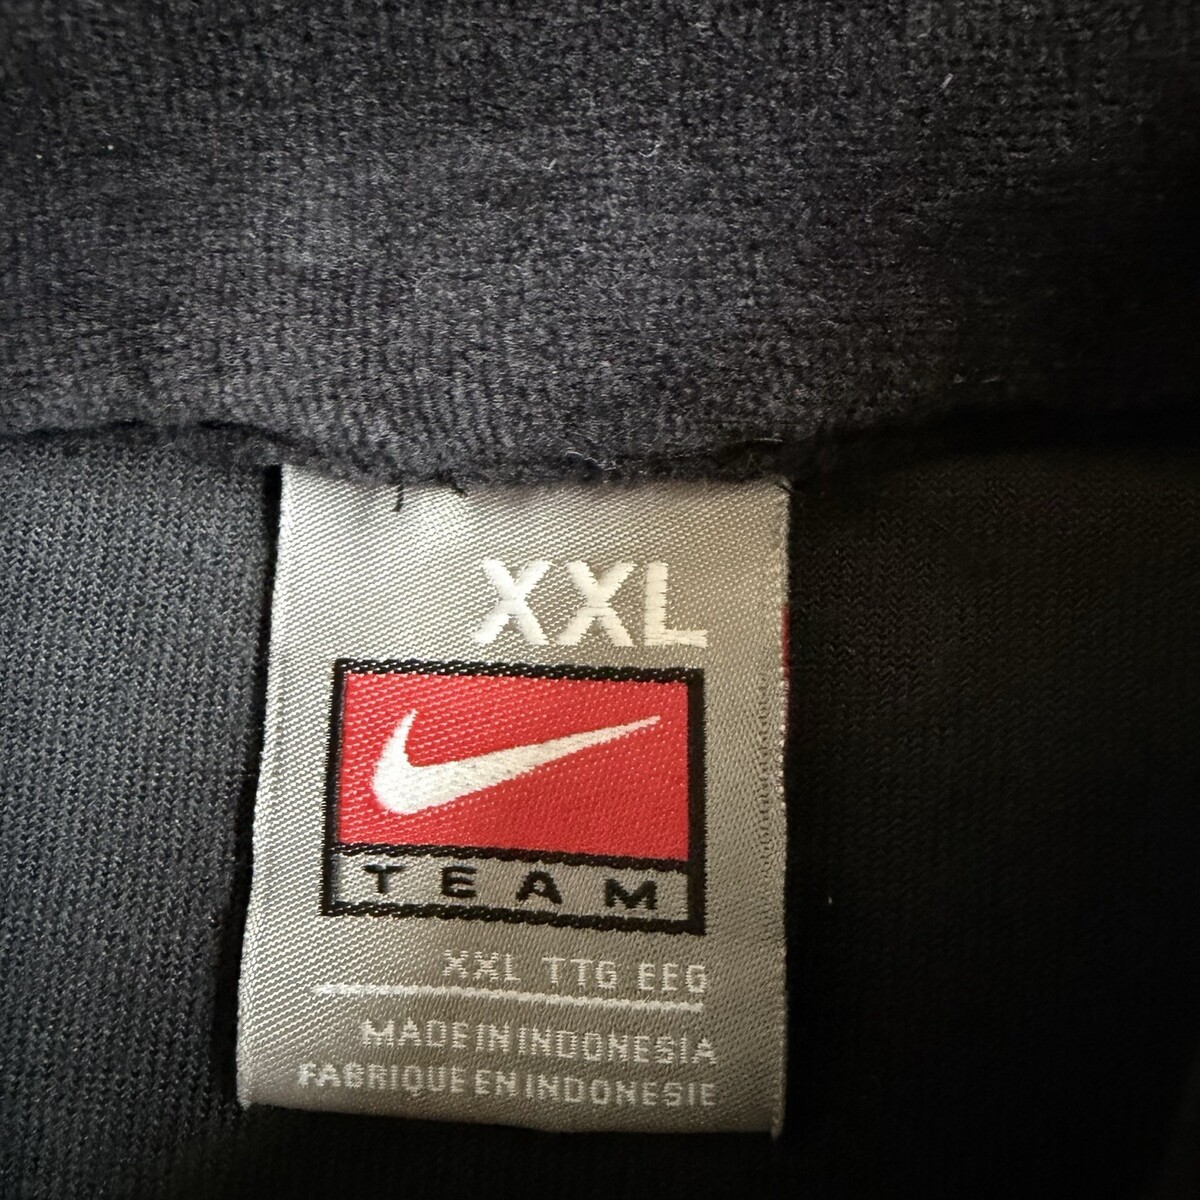 XXL
TEAM
XXL TTG EEG
MADE IN INDONESIA
FABRIQUE EN INDONESIE